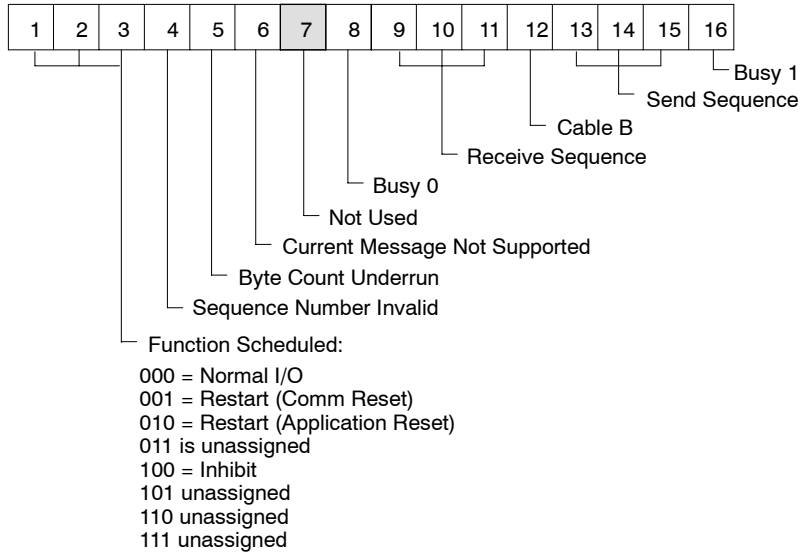 1 2 3 4 5 6 7 8 9 10 11 12 13 14 15 16
Busy 1
Send Sequence
Cable B
Receive Sequence
Busy 0
Not Used
Current Message Not Supported
Byte Count Underrun
Sequence Number Invalid
Function Scheduled:
000 = Normal I/O
001 = Restart (Comm Reset)
010 = Restart (Application Reset)
011 is unassigned
100 = Inhibit
101 unassigned
110 unassigned
111 unassigned